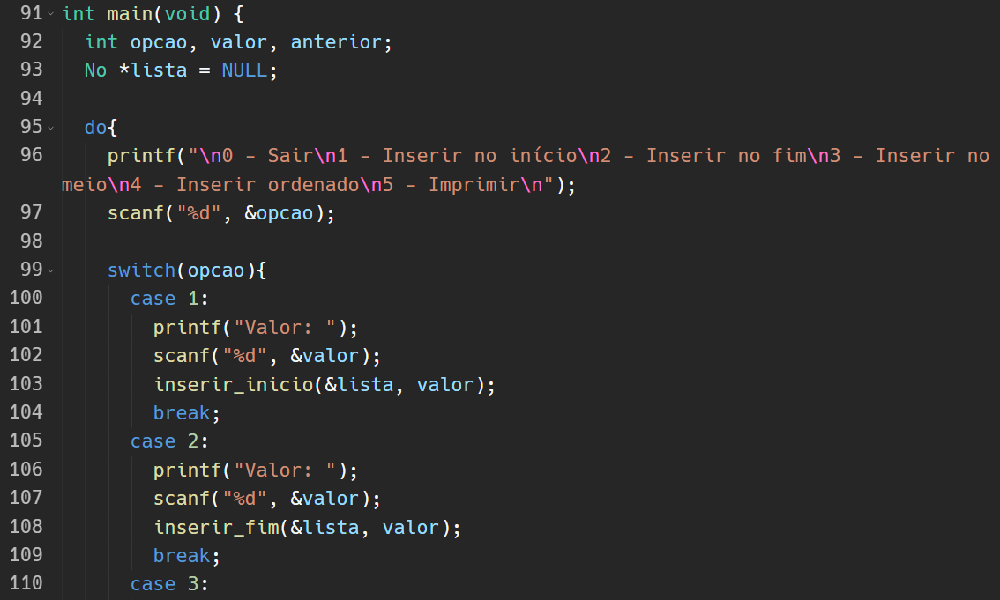 91 int main(void) {
92 int opcao, valor, anterior;
93 No *lista = NULL;
94
95 do{
96 printf("\n0 - Sair\n1 - Inserir no início\n2 - Inserir no fim\n3 - Inserir no
meio\n4 - Inserir ordenado\n5 - Imprimir\n");
97 scanf("%d", &opcao);
98
99 switch(opcao){
100 case 1:
101 printf("Valor: ");
102 scanf("%d", &valor);
103 inserir_inicio(&lista, valor);
104 break;
105 case 2:
106 printf("Valor: ");
107 scanf("%d", &valor);
108 inserir_fim(&lista, valor);
109 break;
110 case 3: